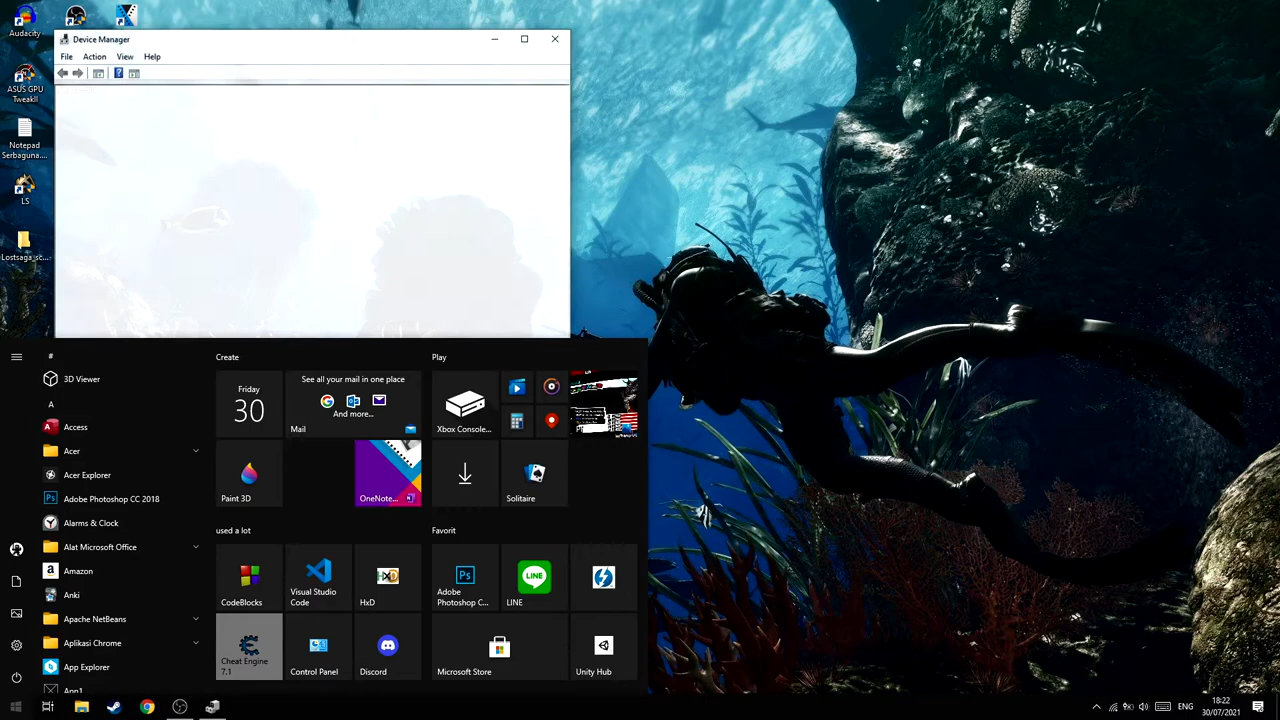 Audacity
ASUS GPU
TweakII
Notepad
Serbaguna....
LS
Lostsaga_sc...
Device Manager
File Action View Help
#
3D Viewer
A
Access
Acer
Acer Explorer
Adobe Photoshop CC 2018
Alarms & Clock
Alat Microsoft Office
Amazon
Anki
Apache NetBeans
Aplikasi Chrome
App Explorer
App1
Create
Friday
30
See all your mail in one place
And more...
Mail
Paint 3D
OneNote...
used a lot
CodeBlocks
Visual Studio
Code
HxD
Cheat Engine
7.1
Control Panel
Discord
Play
Xbox Console...
Solitaire
Favorit
Ps
Adobe
Photoshop C...
LINE
LINE
Microsoft Store
Unity Hub
ENG
18:22
30/07/2021